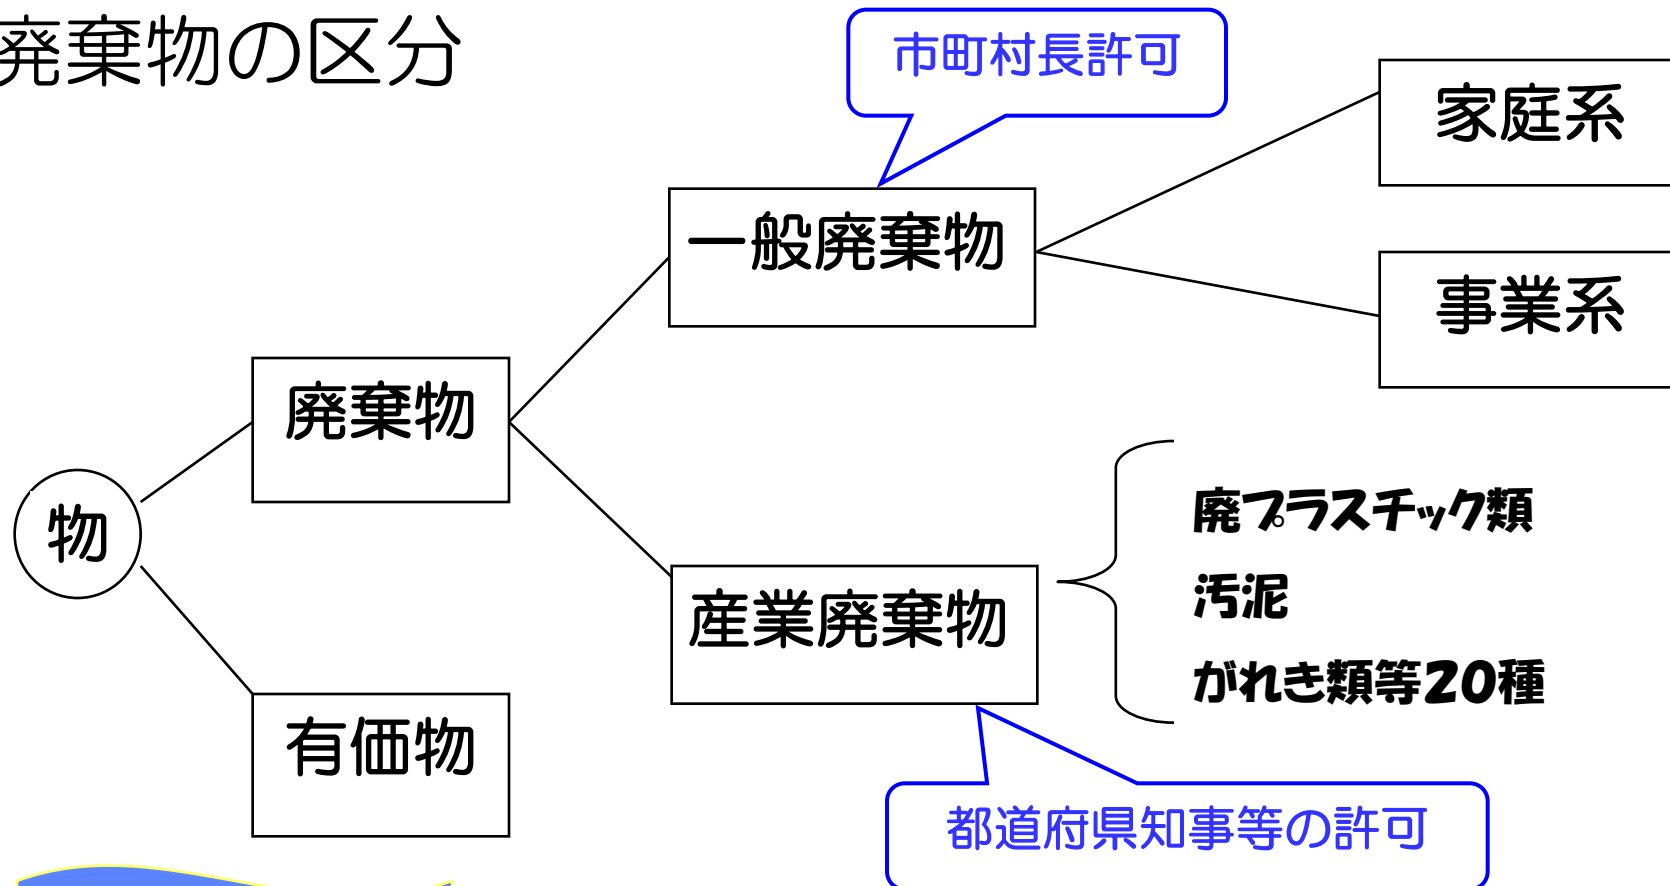 廃棄物の区分
市町村長許可
家庭系
一般廃棄物
事業系
廃棄物
物
廃プラスチック類
汚泥
がれき類等20種
産業廃棄物
有価物
都道府県知事等の許可